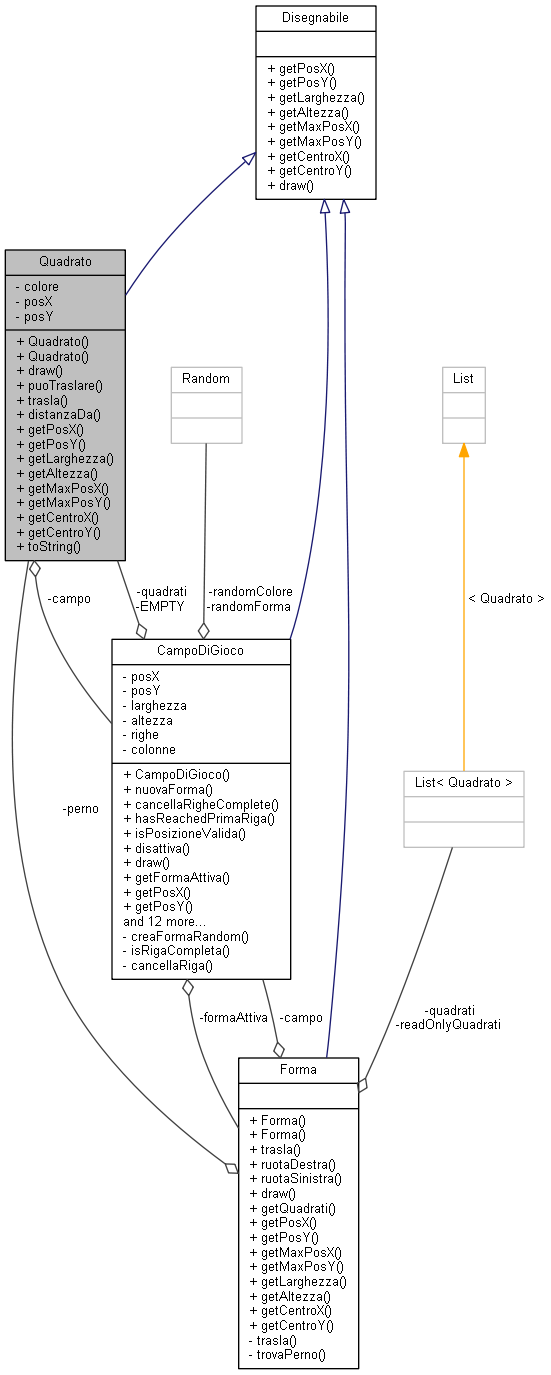 Disegnabile
+ getPosX()
+ getPosY()
+ getLarghezza()
+ getAltezza()
+ getMaxPosX()
+ getMaxPosY()
+ getCentroX()
+ getCentroY()
+ draw()
Quadrato
- colore
- posX
- posY
+ Quadrato()
+ Quadrato()
+ draw()
+ puoTraslare()
+ trasla()
+ distanzaDa()
+ getPosX()
+ getPosY()
+ getLarghezza()
+ getAltezza()
+ getMaxPosX()
+ getMaxPosY()
+ getCentroX()
+ getCentroY()
+ toString()
Random
List
-campo
-quadrati
-EMPTY
-randomColore
-randomForma
< Quadrato >
CampoDiGioco
- posX
- posY
- larghezza
- altezza
- righe
- colonne
+ CampoDiGioco()
+ nuovaForma()
+ cancellaRigheComplete()
+ hasReachedPrimaRiga()
+ isPosizioneValida()
+ disattiva()
+ draw()
+ getFormaAttiva()
+ getPosX()
+ getPosY()
and 12 more...
- creaFormaRandom()
- isRigaCompleta()
- cancellaRiga()
List< Quadrato >
-perno
-formaAttiva
-campo
-quadrati
-readOnlyQuadrati
Forma
+ Forma()
+ Forma()
+ trasla()
+ ruotaDestra()
+ ruotaSinistra()
+ draw()
+ getQuadrati()
+ getPosX()
+ getPosY()
+ getMaxPosX()
+ getMaxPosY()
+ getLarghezza()
+ getAltezza()
+ getCentroX()
+ getCentroY()
- trasla()
- trovaPerno()